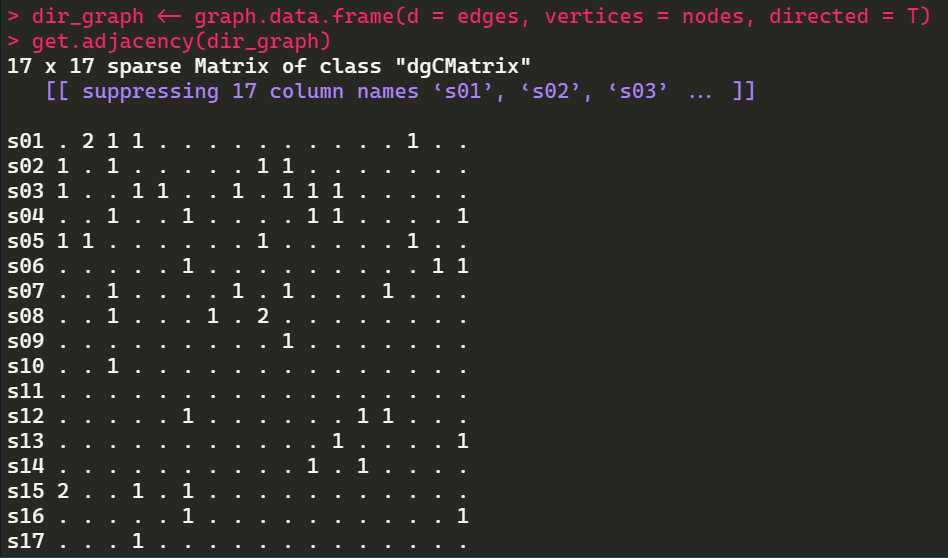 > dir_graph <- graph.data.frame(d = edges, vertices = nodes, directed = T)
> get.adjacency(dir_graph)
17 x 17 sparse Matrix of class "dgCMatrix"
[[ suppressing 17 column names ‘s01’, ‘s02’, ‘s03’ ... ]]
s01 . 2 1 1 . . . . . . . . . . 1 . .
s02 1 . 1 . . . . . 1 1 . . . . . . .
s03 1 . . 1 1 . . 1 . 1 1 1 . . . . .
s04 . . 1 . . 1 . . . . 1 1 . . . . 1
s05 1 1 . . . . . . 1 . . . . . 1 . .
s06 . . . . . 1 . . . . . . . . . 1 1
s07 . . 1 . . . . 1 . 1 . . . 1 . . .
s08 . . 1 . . . 1 . 2 . . . . . . . .
s09 . . . . . . . . . 1 . . . . . . .
s10 . . 1 . . . . . . . . . . . . . .
s11 . . . . . . . . . . . . . . . . .
s12 . . . . . 1 . . . . . . 1 1 . . .
s13 . . . . . . . . . . . 1 . . . . 1
s14 . . . . . . . . . . 1 . 1 . . . .
s15 2 . . 1 . 1 . . . . . . . . . . .
s16 . . . . . 1 . . . . . . . . . . 1
s17 . . . 1 . . . . . . . . . . . . .